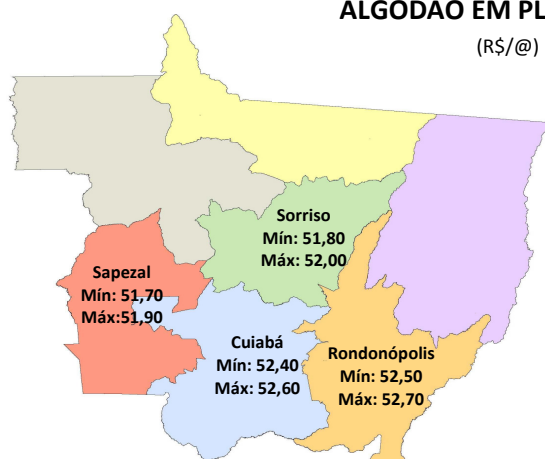 ALGODÃO EM PL
(R$/@)
Sorriso
Mín: 51,80
Máx: 52,00
Sapezal
Mín: 51,70
Máx:51,90
Cuiabá
Mín: 52,40
Máx: 52,60
Rondonópolis
Mín: 52,50
Máx: 52,70